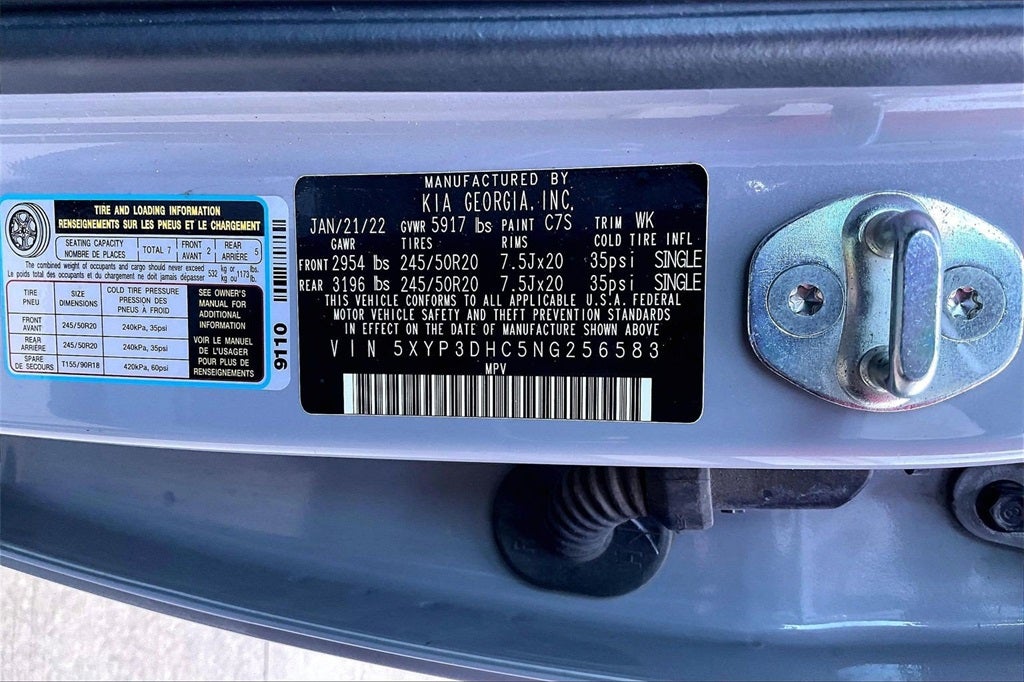 TIRE AND LOADING INFORMATION
RENSEIGNEMENTS SUR LES PNEUS ET LE CHARGEMENT
SEATING CAPACITY
NOMBRE DE PLACES
TOTAL 7
FRONT
AVANT 2
REAR
ARRIÈRE 5
The combined weight of occupants and cargo should never exceed
Le poids total des occupants et du chargement ne doit jamais dépasser
532 kg or 1173 lbs.
kg ou lb.
TIRE
PNEU
SIZE
DIMENSIONS
COLD TIRE PRESSURE
PRESSION DES
PNEUS À FROID
FRONT
AVANT
245/50R20
240kPa, 35psi
REAR
ARRIÈRE
245/50R20
240kPa, 35psi
SPARE
DE SECOURS
T155/90R18
420kPa, 60psi
SEE OWNER'S
MANUAL FOR
ADDITIONAL
INFORMATION
VOIR LE MANUEL
DE L'USAGER
POUR PLUS DE
RENSEIGNEMENTS
9110
MANUFACTURED BY
KIA GEORGIA, INC.
JAN/21/22 GVWR 5917 lbs PAINT C7S TRIM WK
GAWR TIRES RIMS COLD TIRE INFL
FRONT 2954 lbs 245/50R20 7.5Jx20 35psi SINGLE
REAR 3196 lbs 245/50R20 7.5Jx20 35psi SINGLE
THIS VEHICLE CONFORMS TO ALL APPLICABLE U.S.A. FEDERAL
MOTOR VEHICLE SAFETY AND THEFT PREVENTION STANDARDS
IN EFFECT ON THE DATE OF MANUFACTURE SHOWN ABOVE
VIN 5XYP3DHC5NG256583
MPV